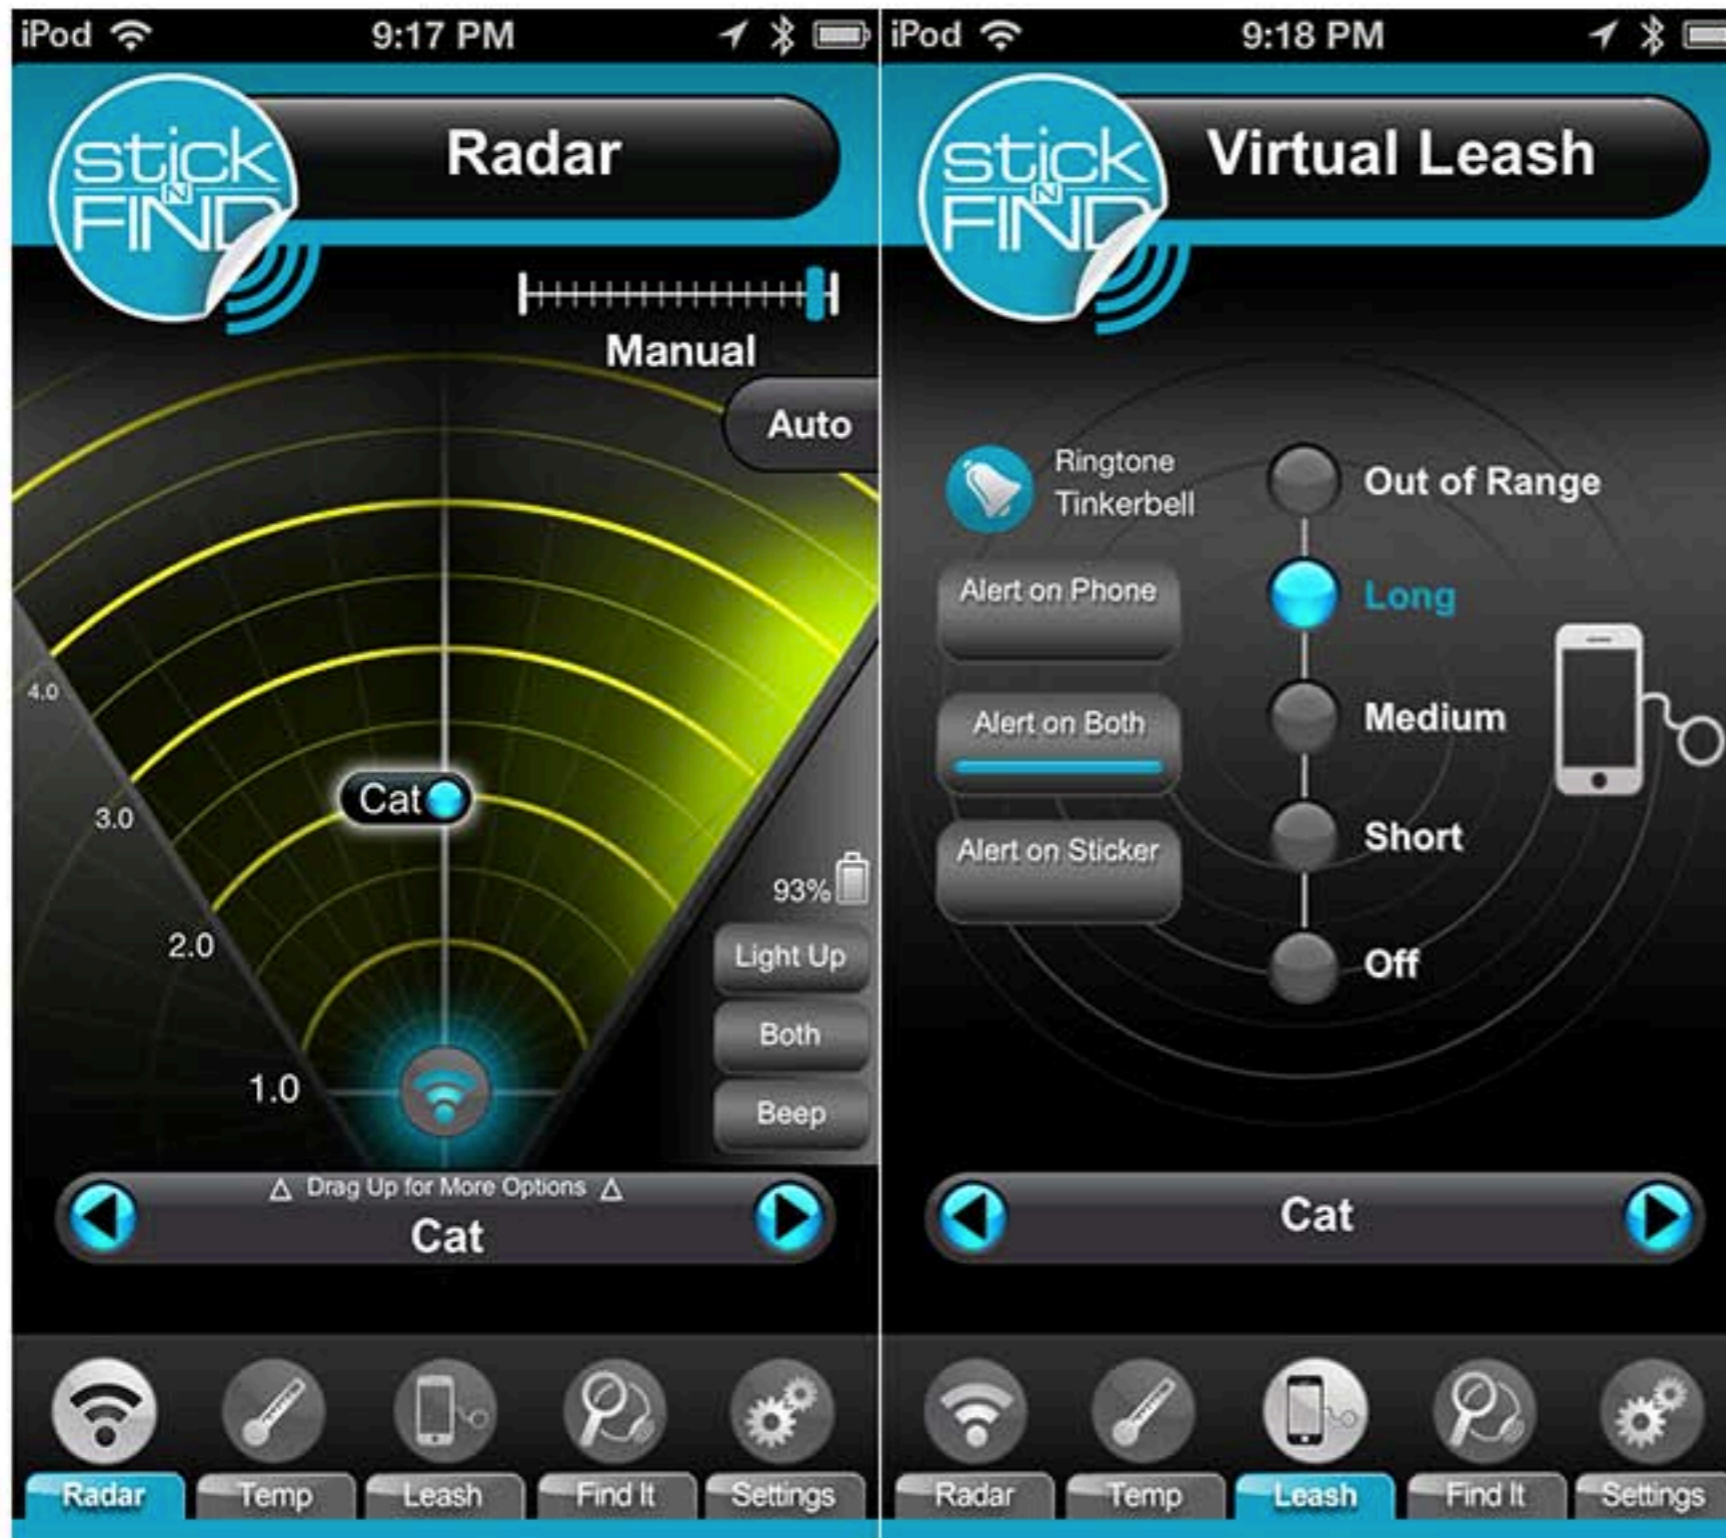 iPod 9:17 PM
stick
N
FIND
Radar
Manual
Auto
4.0
3.0
Cat
2.0
93%
Light Up
Both
1.0
Beep
Drag Up for More Options
Cat
Radar Temp Leash Find It Settings
iPod 9:18 PM
stick
N
FIND
Virtual Leash
Ringtone
Tinkerbell
Out of Range
Alert on Phone
Long
Alert on Both
Medium
Alert on Sticker
Short
Off
Cat
Radar Temp Leash Find It Settings